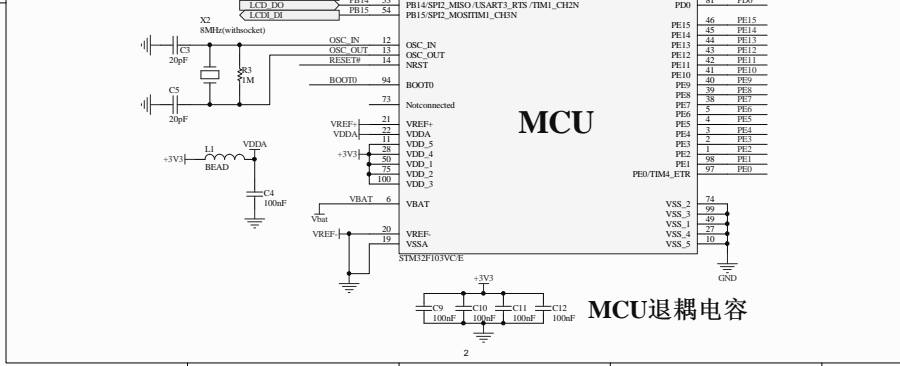 LCD_DO PB14 53 PB14/SPI2_MISO /USART3_RTS /TIM1_CH2N 81 PD0
LCDI_DI PB15 54 PB15/SPI2_MOSITIM1_CH3N PD0
X2
8MHz(withsocket)
PE15 46 PE15
PE14 45 PE14
OSC_IN 12 OSC_IN PE13 44 PE13
C3 OSC_OUT 13 OSC_OUT PE12 43 PE12
20pF RESET# 14 NRST PE11 42 PE11
R3 PE10 41 PE10
1M
BOOT0 94 BOOT0 PE9 40 PE9
C5 PE8 39 PE8
73 Notconnected PE7 38 PE7
20pF PE6 5 PE6
VREF+ 21 VREF+ MCU PE5 4 PE5
VDDA 22 VDDA PE4 3 PE4
11 VDD_5 PE3 2 PE3
L1 VDDA +3V3 28 VDD_4 PE2 1 PE2
+3V3 50 VDD_1 PE1 98 PE1
BEAD 75 VDD_2 PE0/TIM4_ETR 97 PE0
100 VDD_3
C4 VBAT 6 VBAT VSS_2 74
100nF VSS_3 99
Vbat VSS_1 49
VREF- 20 VREF- VSS_4 27
19 VSSA VSS_5 10
STM32F103VC/E
GND
+3V3
C9 C10 C11 C12 MCU退耦电容
100nF 100nF 100nF 100nF
2